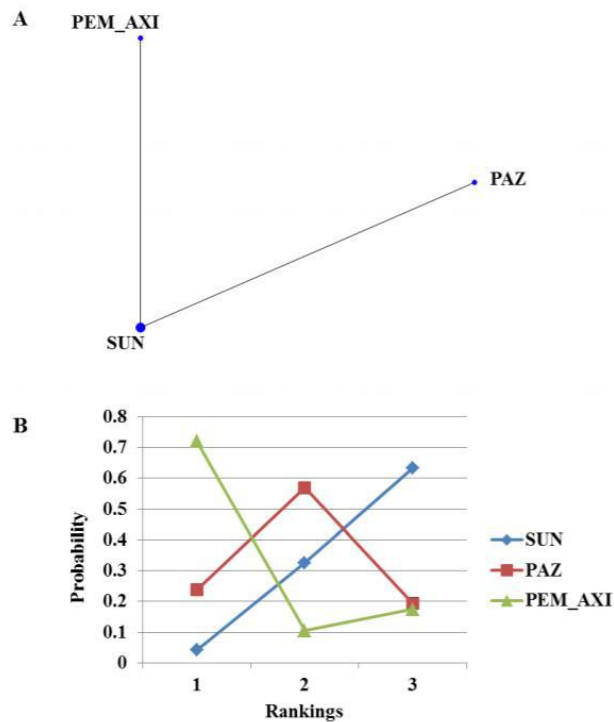 A
PEM_AXI
PAZ
SUN
B
0.8
0.7
0.6
0.5
0.4
0.3
0.2
0.1
0
Probability
1 2 3
Rankings
SUN
PAZ
PEM_AXI